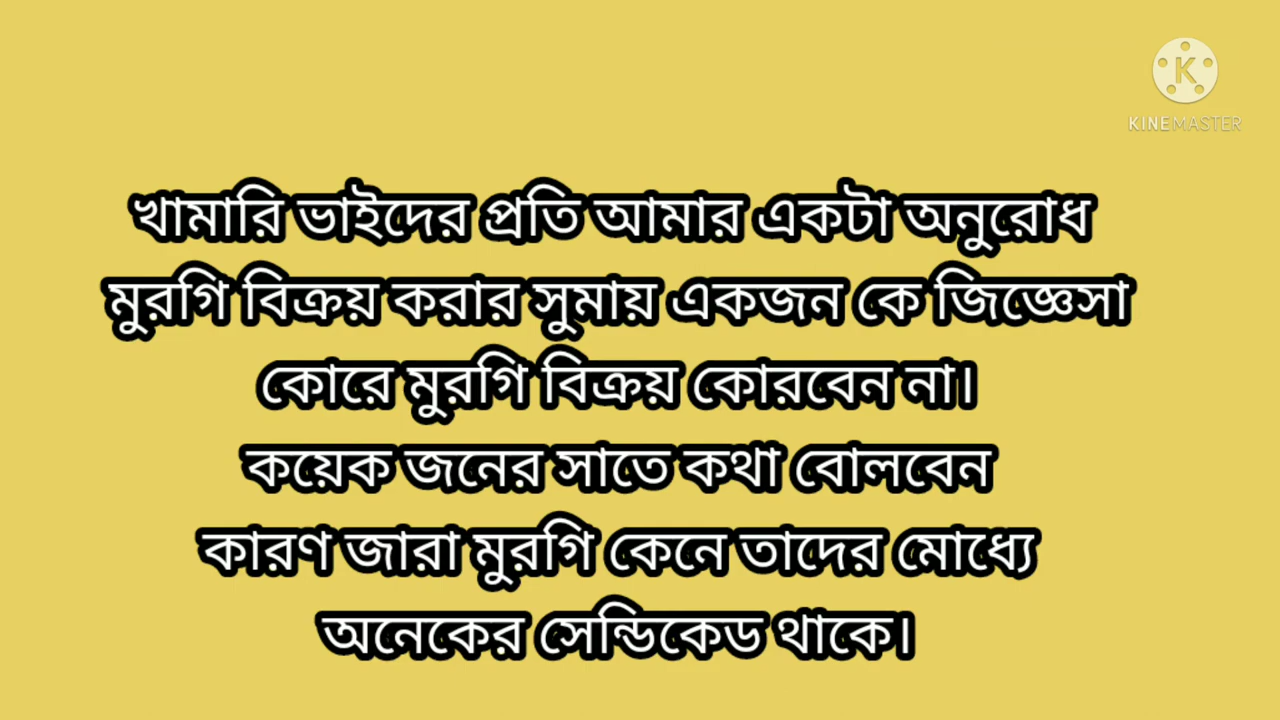 KINEMASTER
খামারি ভাইদের প্রতি আমার একটা অনুরোধ
মুরগি বিক্রয় করার সুমায় একজন কে জিজ্ঞেসা
কোরে মুরগি বিক্রয় কোরবেন না।
কয়েক জনের সাতে কথা বোলবেন
কারণ জারা মুরগি কেনে তাদের মোধ্যে
অনেকের সেন্ডিকেড থাকে।